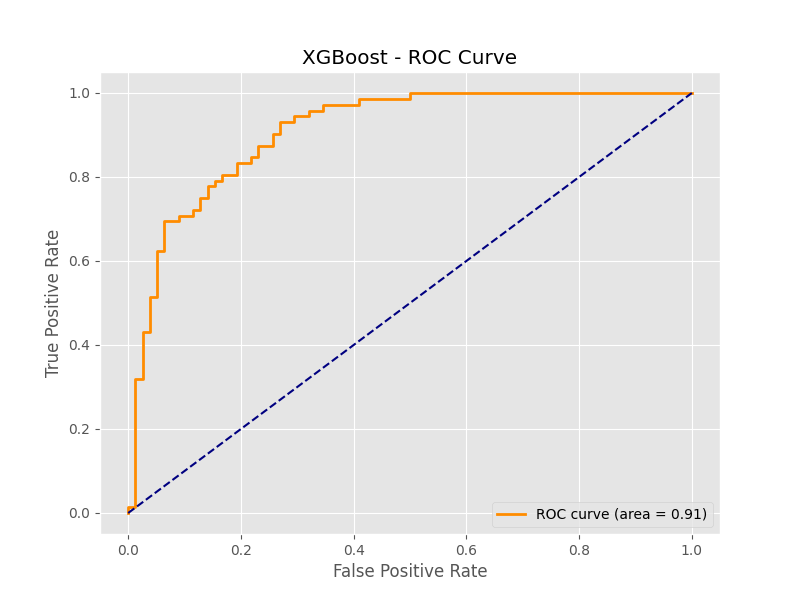 XGBoost - ROC Curve
1.0
0.8
0.6
0.4
0.2
0.0
True Positive Rate
0.0 0.2 0.4 0.6 0.8 1.0
False Positive Rate
ROC curve (area = 0.91)